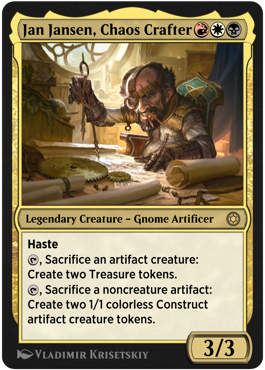 Jan Jansen, Chaos Crafter
Legendary Creature – Gnome Artificer
Haste
, Sacrifice an artifact creature:
Create two Treasure tokens.
, Sacrifice a noncreature artifact:
Create two 1/1 colorless Construct
artifact creature tokens.
Vladimir Krisetskiy
3/3